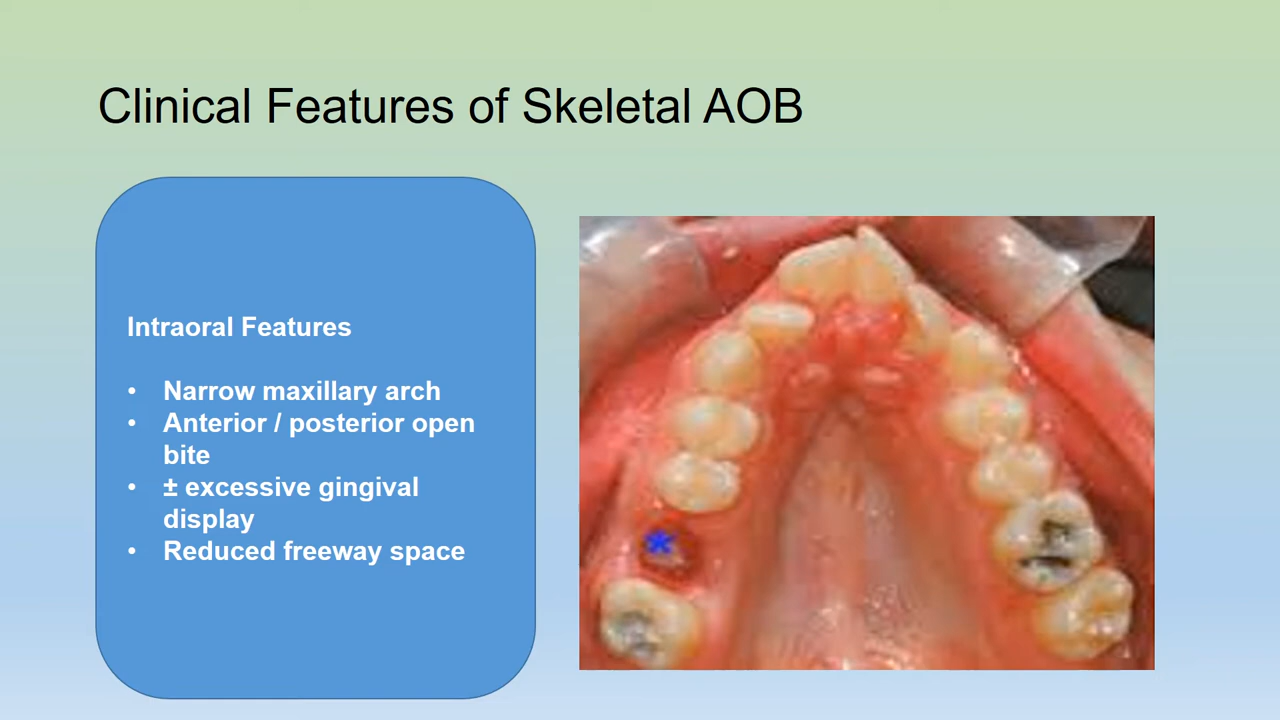 Clinical Features of Skeletal AOB
Intraoral Features
• Narrow maxillary arch
• Anterior / posterior open
bite
• ± excessive gingival
display
• Reduced freeway space
*